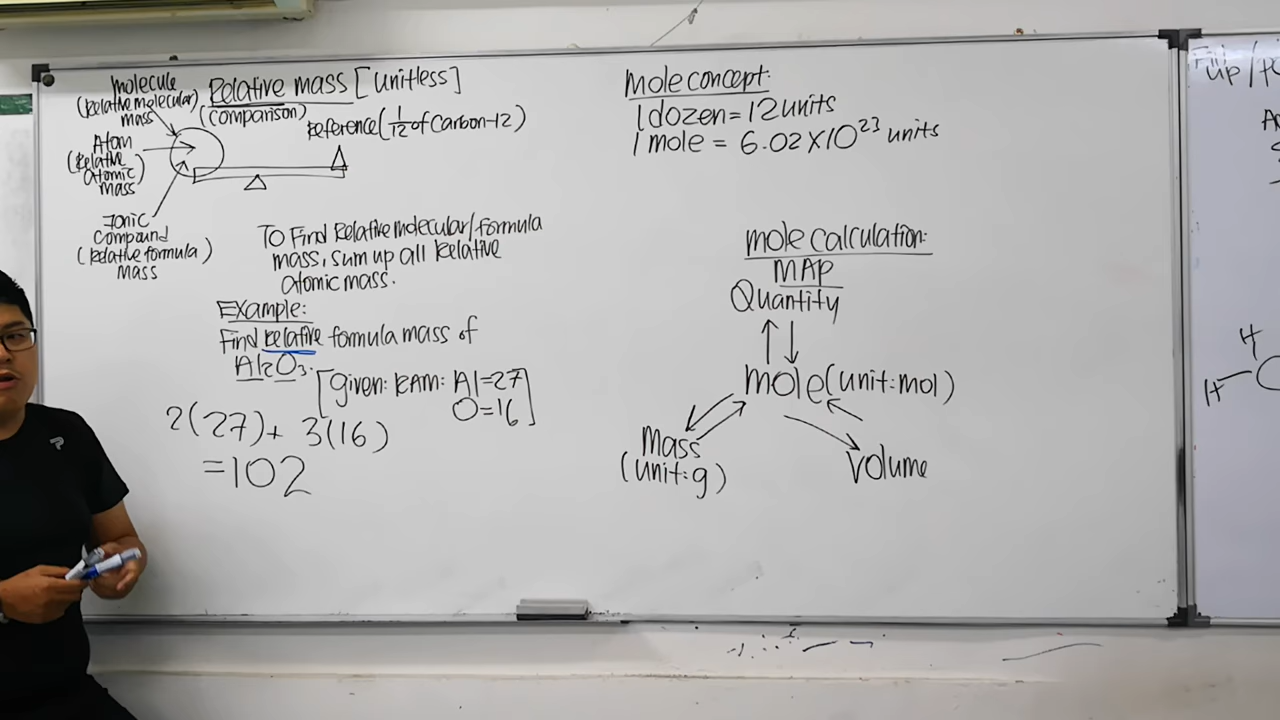 molecule
(Relative molecular)
mass
Atom
(Relative
atomic)
mass
Ionic
compound
(Relative formula)
mass
Relative mass [unitless]
(comparison)
Reference (1/12 of Carbon-12)
To Find Relative molecular/formula
mass, sum up all Relative
atomic mass.
Example:
Find Relative formula mass of
Al2O3.
[Given: RAM: Al=27
O=16]
2(27)+ 3(16)
=102
mole concept:
1 dozen = 12 units
1 mole = 6.02 X 10^23 units
mole calculation:
MAP
Quantity
mole (unit: mol)
mass
(unit: g)
volume
up /
H
H